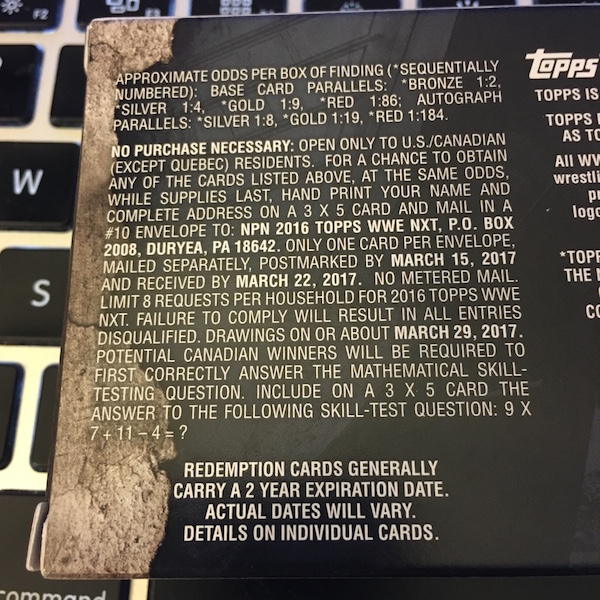 F2
W
S
command
APPROXIMATE ODDS PER BOX OF FINDING (*SEQUENTIALLY
NUMBERED): BASE CARD PARALLELS: *BRONZE 1:2,
*SILVER 1:4, *GOLD 1:9, *RED 1:86; AUTOGRAPH
PARALLELS: *SILVER 1:8, *GOLD 1:19, *RED 1:184.
NO PURCHASE NECESSARY: OPEN ONLY TO U.S./CANADIAN
(EXCEPT QUEBEC) RESIDENTS. FOR A CHANCE TO OBTAIN
ANY OF THE CARDS LISTED ABOVE, AT THE SAME ODDS,
WHILE SUPPLIES LAST, HAND PRINT YOUR NAME AND
COMPLETE ADDRESS ON A 3 X 5 CARD AND MAIL IN A
#10 ENVELOPE TO: NPN 2016 TOPPS WWE NXT, P.O. BOX
2008, DURYEA, PA 18642. ONLY ONE CARD PER ENVELOPE,
MAILED SEPARATELY, POSTMARKED BY MARCH 15, 2017
AND RECEIVED BY MARCH 22, 2017. NO METERED MAIL.
LIMIT 8 REQUESTS PER HOUSEHOLD FOR 2016 TOPPS WWE
NXT. FAILURE TO COMPLY WILL RESULT IN ALL ENTRIES
DISQUALIFIED. DRAWINGS ON OR ABOUT MARCH 29, 2017.
POTENTIAL CANADIAN WINNERS WILL BE REQUIRED TO
FIRST CORRECTLY ANSWER THE MATHEMATICAL SKILL-
TESTING QUESTION. INCLUDE ON A 3 X 5 CARD THE
ANSWER TO THE FOLLOWING SKILL-TEST QUESTION: 9 X
7 + 11 – 4 = ?
REDEMPTION CARDS GENERALLY
CARRY A 2 YEAR EXPIRATION DATE.
ACTUAL DATES WILL VARY.
DETAILS ON INDIVIDUAL CARDS.
Topps
TOPPS IS
TOPPS
AS TO
All WW
wrestli
logo
*TOPP
THE